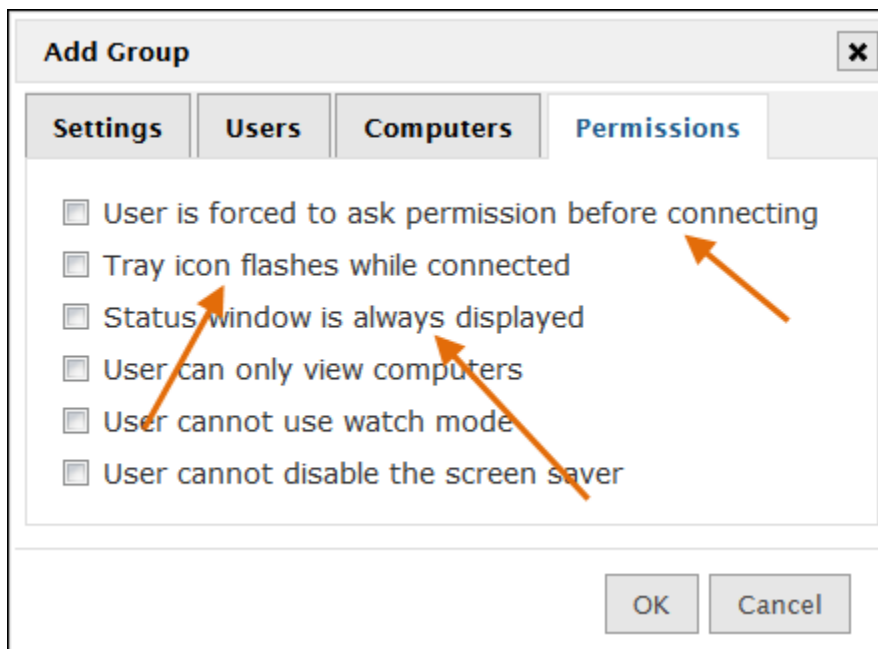 Add Group
Settings Users Computers Permissions
User is forced to ask permission before connecting
Tray icon flashes while connected
Status window is always displayed
User can only view computers
User cannot use watch mode
User cannot disable the screen saver
OK Cancel